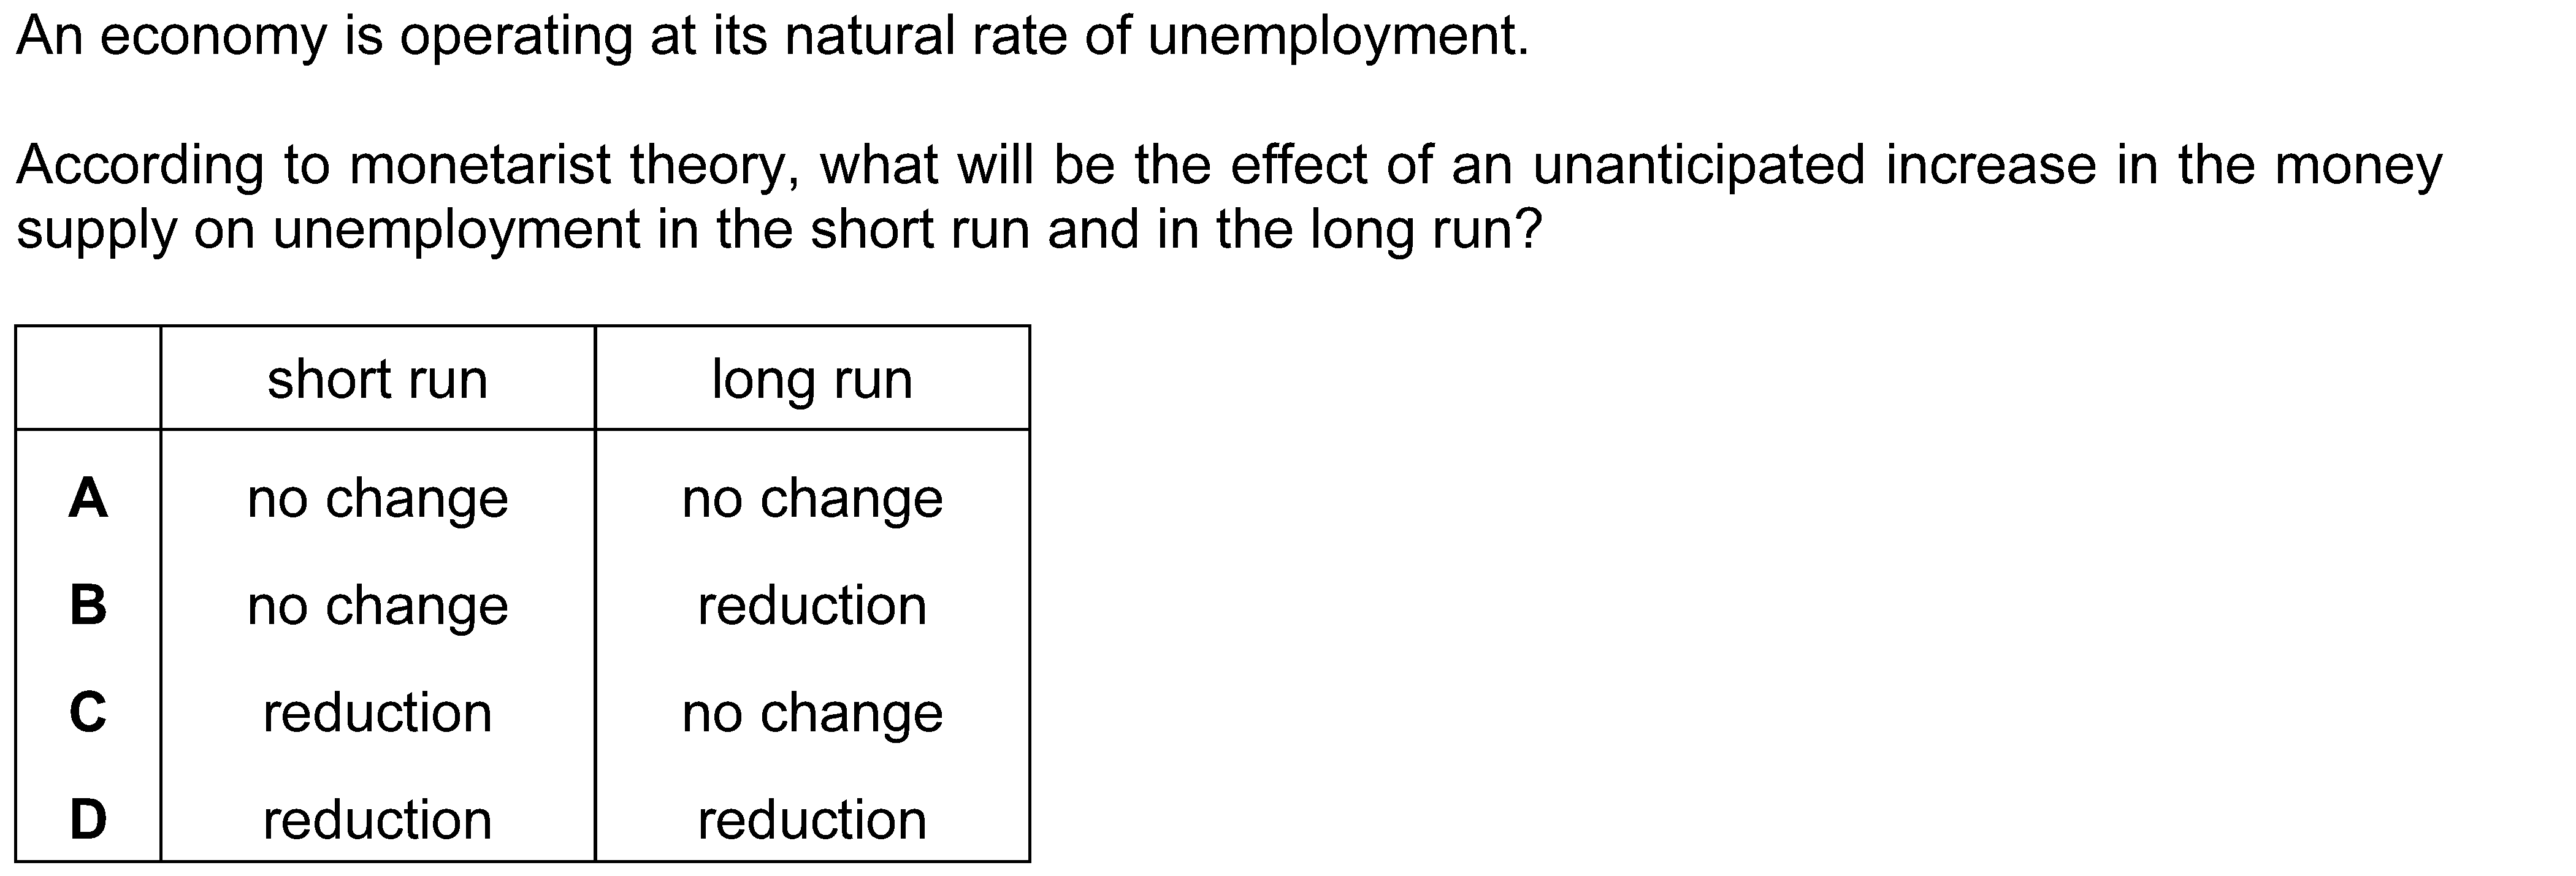 An economy is operating at its natural rate of unemployment.
According to monetarist theory, what will be the effect of an unanticipated increase in the money
supply on unemployment in the short run and in the long run?
short run long run
A no change no change
B no change reduction
C reduction no change
D reduction reduction